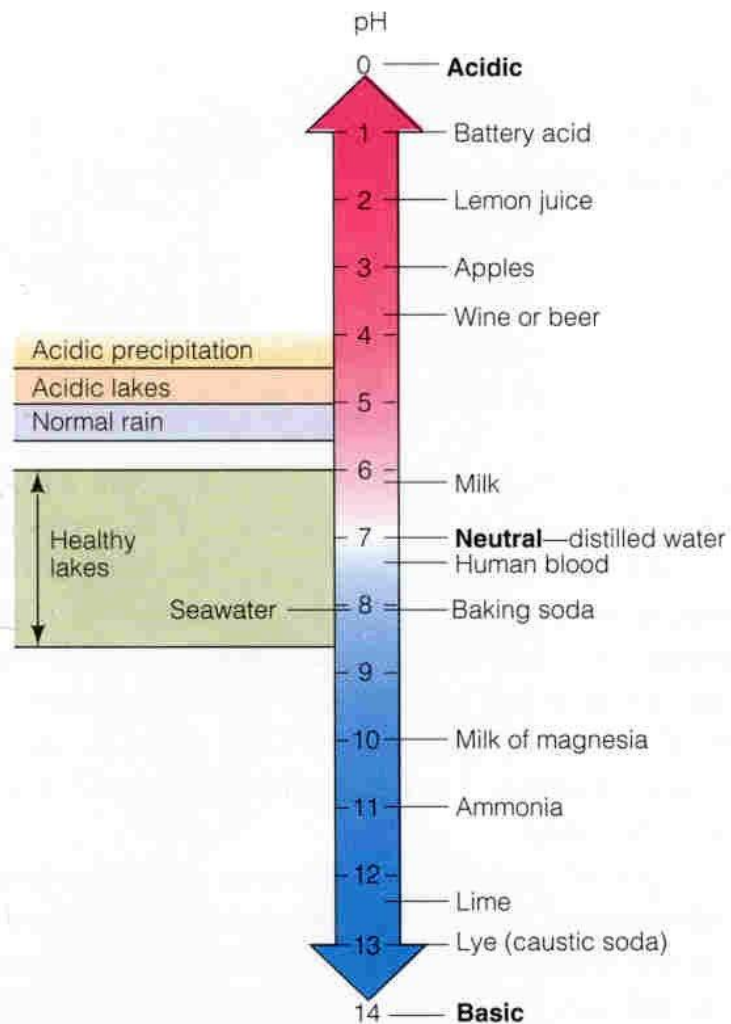 pH
0 Acidic
1 Battery acid
2 Lemon juice
3 Apples
Wine or beer
4
Acidic precipitation
Acidic lakes
5
Normal rain
6
Milk
7 Neutral—distilled water
Healthy
lakes
Human blood
Seawater 8 Baking soda
9
10 Milk of magnesia
11 Ammonia
12
Lime
13 Lye (caustic soda)
14 Basic